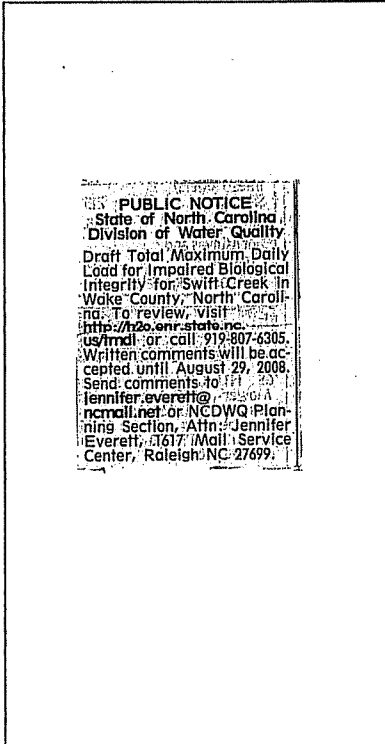 PUBLIC NOTICE
State of North Carolina
Division of Water Quality
Draft Total Maximum Daily
Load for Impaired Biological
Integrity for Swift Creek in
Wake County, North Caroli-
na. To review, visit
http://h2o.enr.state.nc.
us/tmdl or call 919-807-6305.
Written comments will be ac-
cepted until August 29, 2008.
Send comments to
jennifer.everett@
ncmail.net or NCDWQ Plan-
ning Section, Attn: Jennifer
Everett, 1617 Mail Service
Center, Raleigh NC 27699.